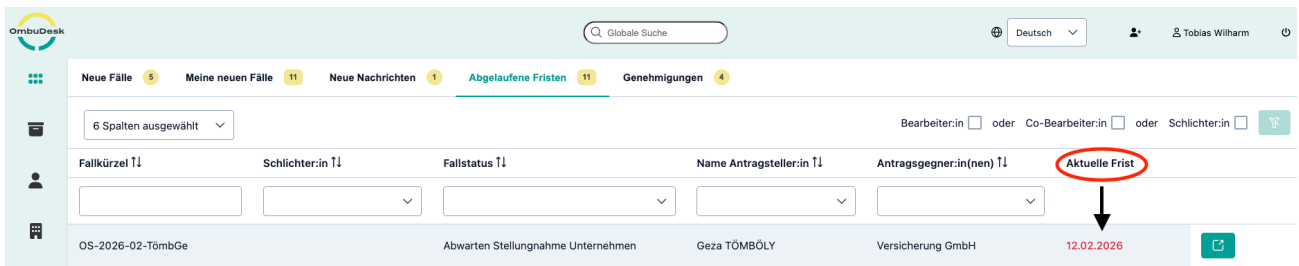 OmbuDesk
Globale Suche
Deutsch
Tobias Wilharm
Neue Fälle 5 Meine neuen Fälle 11 Neue Nachrichten 1 Abgelaufene Fristen 11 Genehmigungen 4
6 Spalten ausgewählt
Bearbeiter:in oder Co-Bearbeiter:in oder Schlichter:in
Fallkürzel Schlichter:in Fallstatus Name Antragsteller:in Antragsgegner:in(nen) Aktuelle Frist
OS-2026-02-TömbGe Abwarten Stellungnahme Unternehmen Geza TÖMBÖLY Versicherung GmbH 12.02.2026